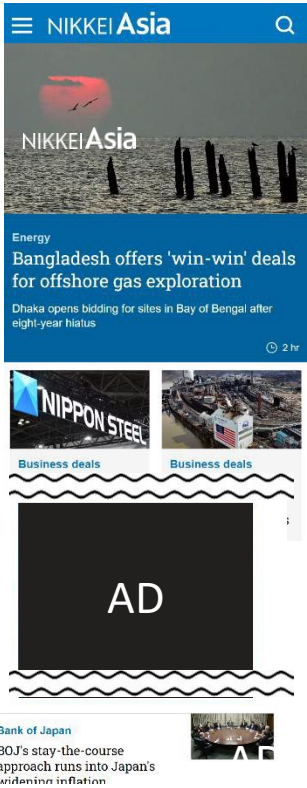 NIKKEI Asia
NIKKEI Asia
Energy
Bangladesh offers 'win-win' deals
for offshore gas exploration
Dhaka opens bidding for sites in Bay of Bengal after
eight-year hiatus
2 hr
NIPPON STEEL
Business deals
Business deals
AD
Bank of Japan
BOJ's stay-the-course
approach runs into Japan's
widening inflation
AD